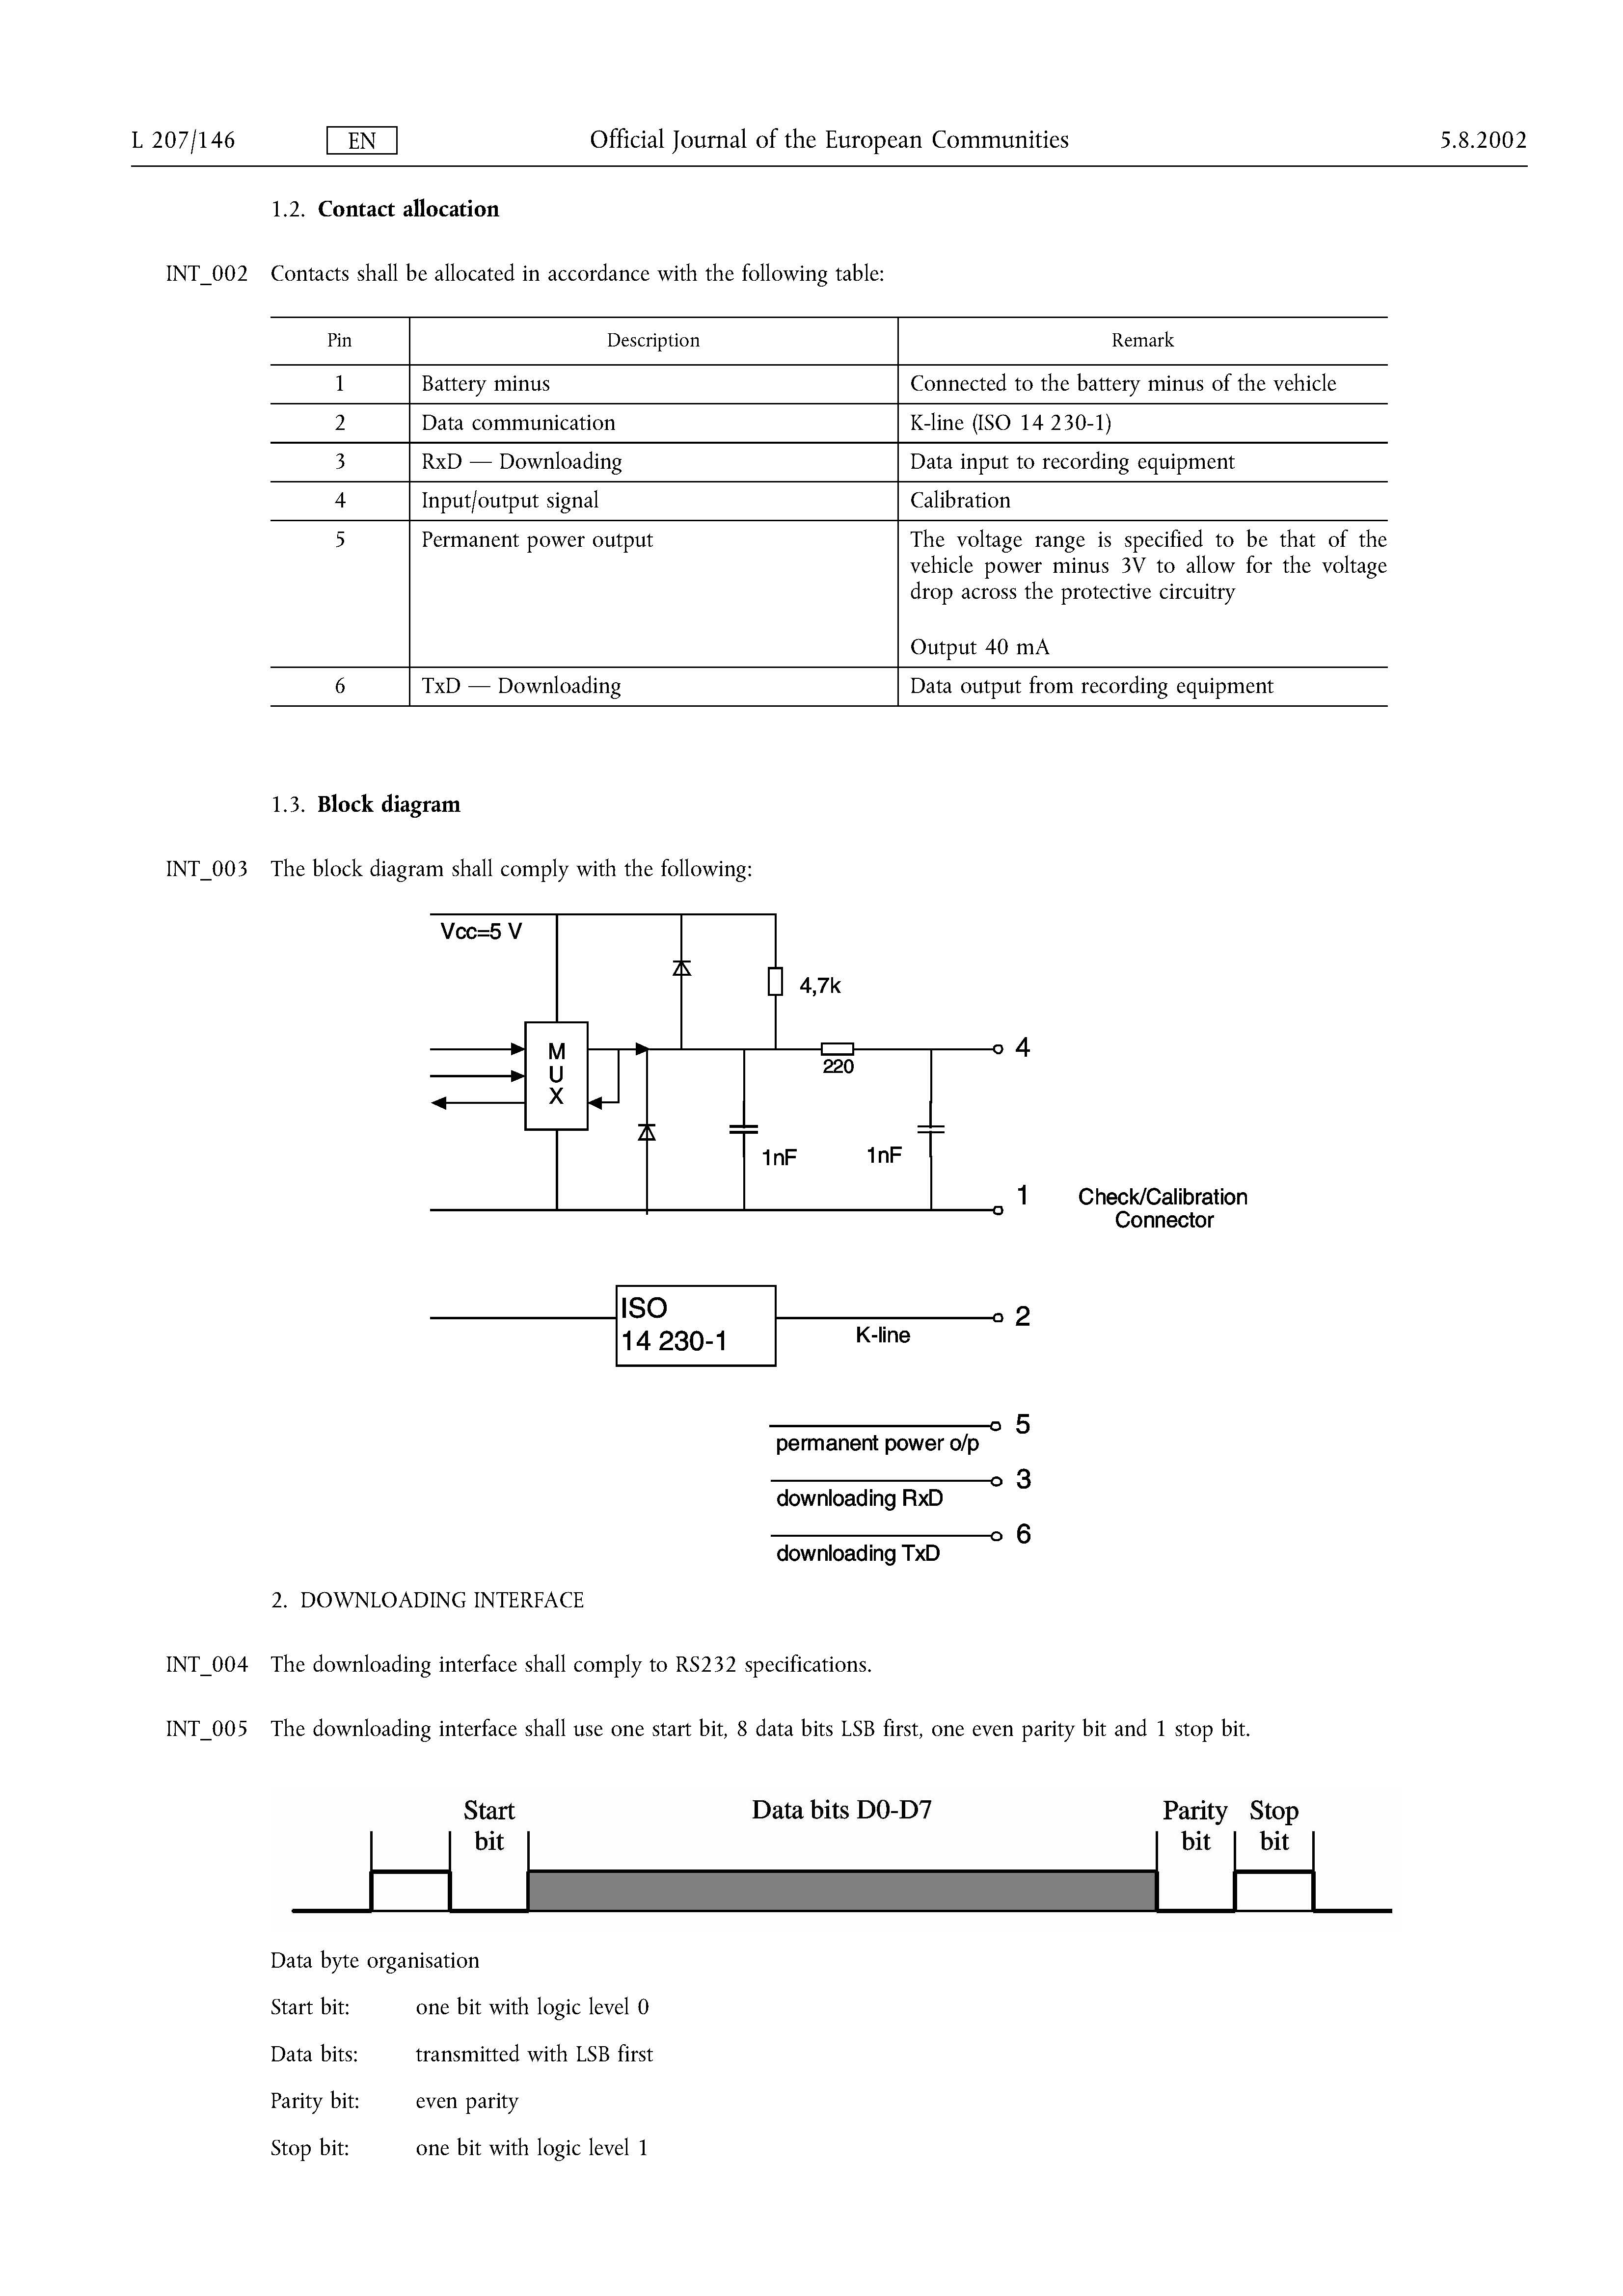 L 207/146 EN Official Journal of the European Communities 5.8.2002
1.2. Contact allocation
INT_002 Contacts shall be allocated in accordance with the following table:
Pin Description Remark
1 Battery minus Connected to the battery minus of the vehicle
2 Data communication K-line (ISO 14 230-1)
3 RxD — Downloading Data input to recording equipment
4 Input/output signal Calibration
5 Permanent power output The voltage range is specified to be that of the
vehicle power minus 3V to allow for the voltage
drop across the protective circuitry
Output 40 mA
6 TxD — Downloading Data output from recording equipment
1.3. Block diagram
INT_003 The block diagram shall comply with the following:
Vcc=5 V
4,7k
M
U
X
220
4
1nF
1nF
1
Check/Calibration
Connector
ISO
14 230-1
K-line
2
permanent power o/p
5
downloading RxD
3
downloading TxD
6
2. DOWNLOADING INTERFACE
INT_004 The downloading interface shall comply to RS232 specifications.
INT_005 The downloading interface shall use one start bit, 8 data bits LSB first, one even parity bit and 1 stop bit.
Start
bit
Data bits D0-D7
Parity
bit
Stop
bit
Data byte organisation
Start bit: one bit with logic level 0
Data bits: transmitted with LSB first
Parity bit: even parity
Stop bit: one bit with logic level 1